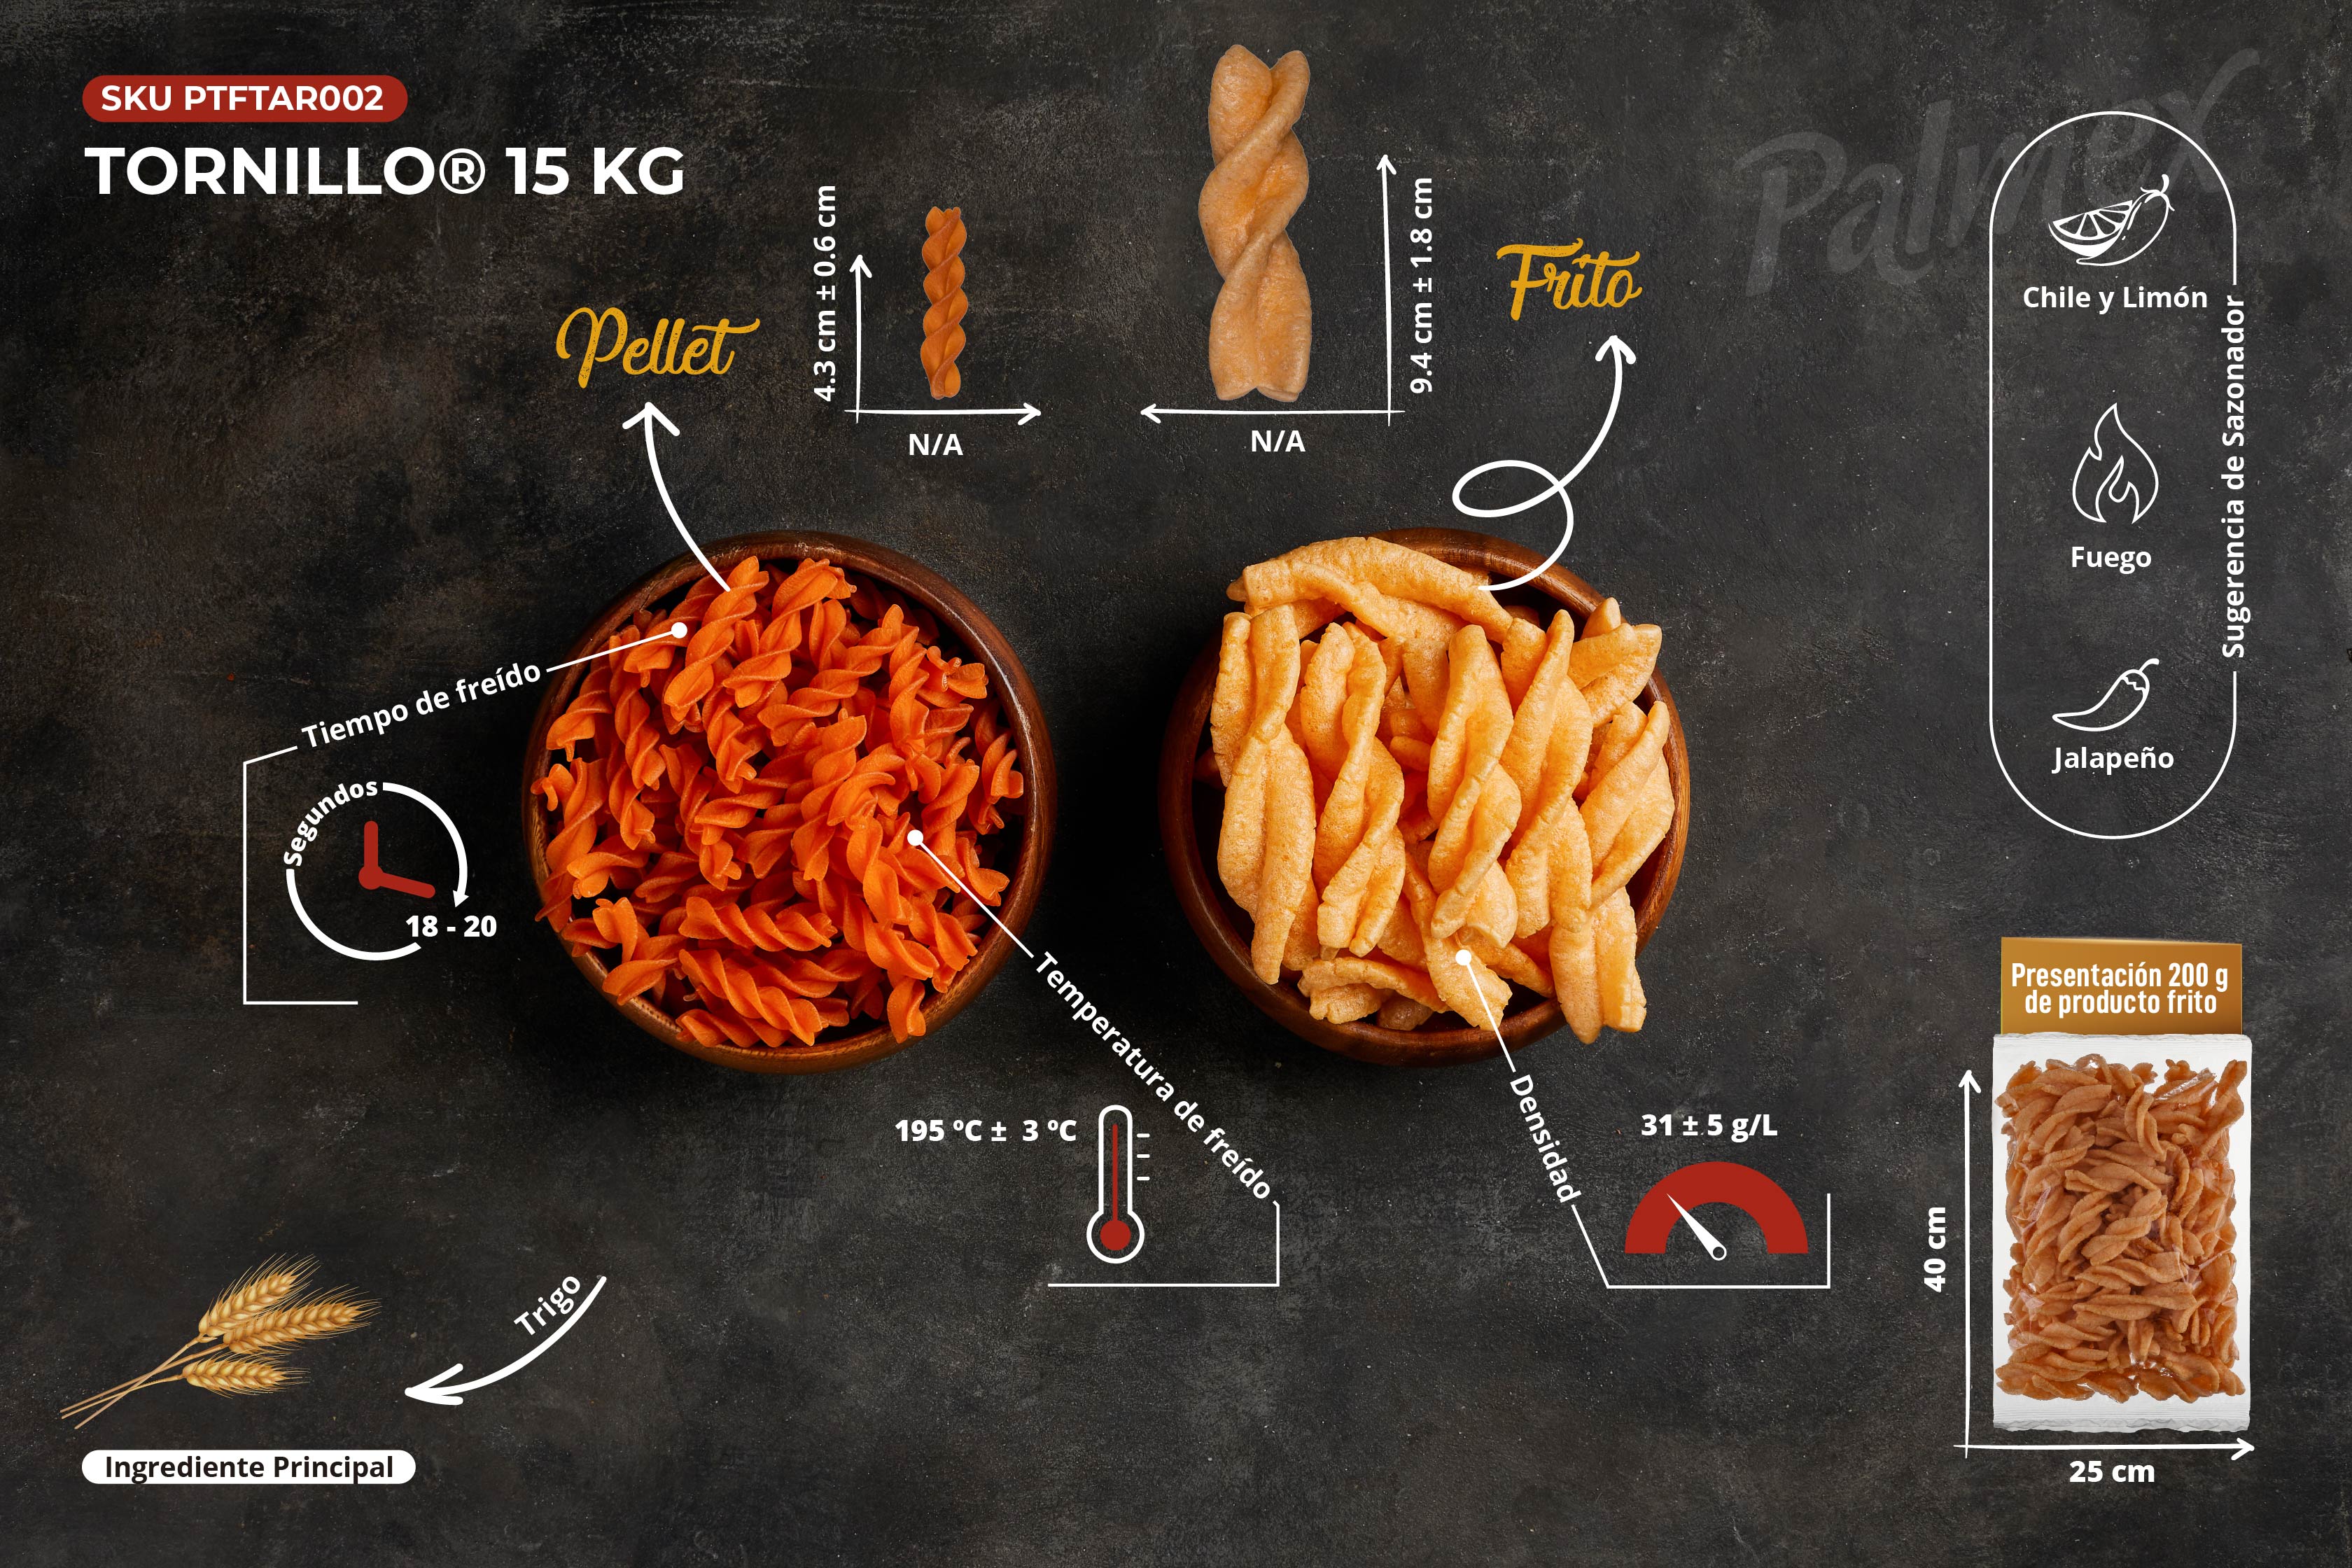 SKU PTFTAR002
TORNILLO® 15 KG
Palmex
Pellet
4.3 cm ± 0.6 cm
N/A
9.4 cm ± 1.8 cm
N/A
Frito
Chile y Limón
Fuego
Jalapeño
Sugerencia de Sazonador
Tiempo de freído
Segundos
18 - 20
Temperatura de freído
195 ºC ± 3 ºC
Densidad
31 ± 5 g/L
Presentación 200 g
de producto frito
40 cm
25 cm
Trigo
Ingrediente Principal